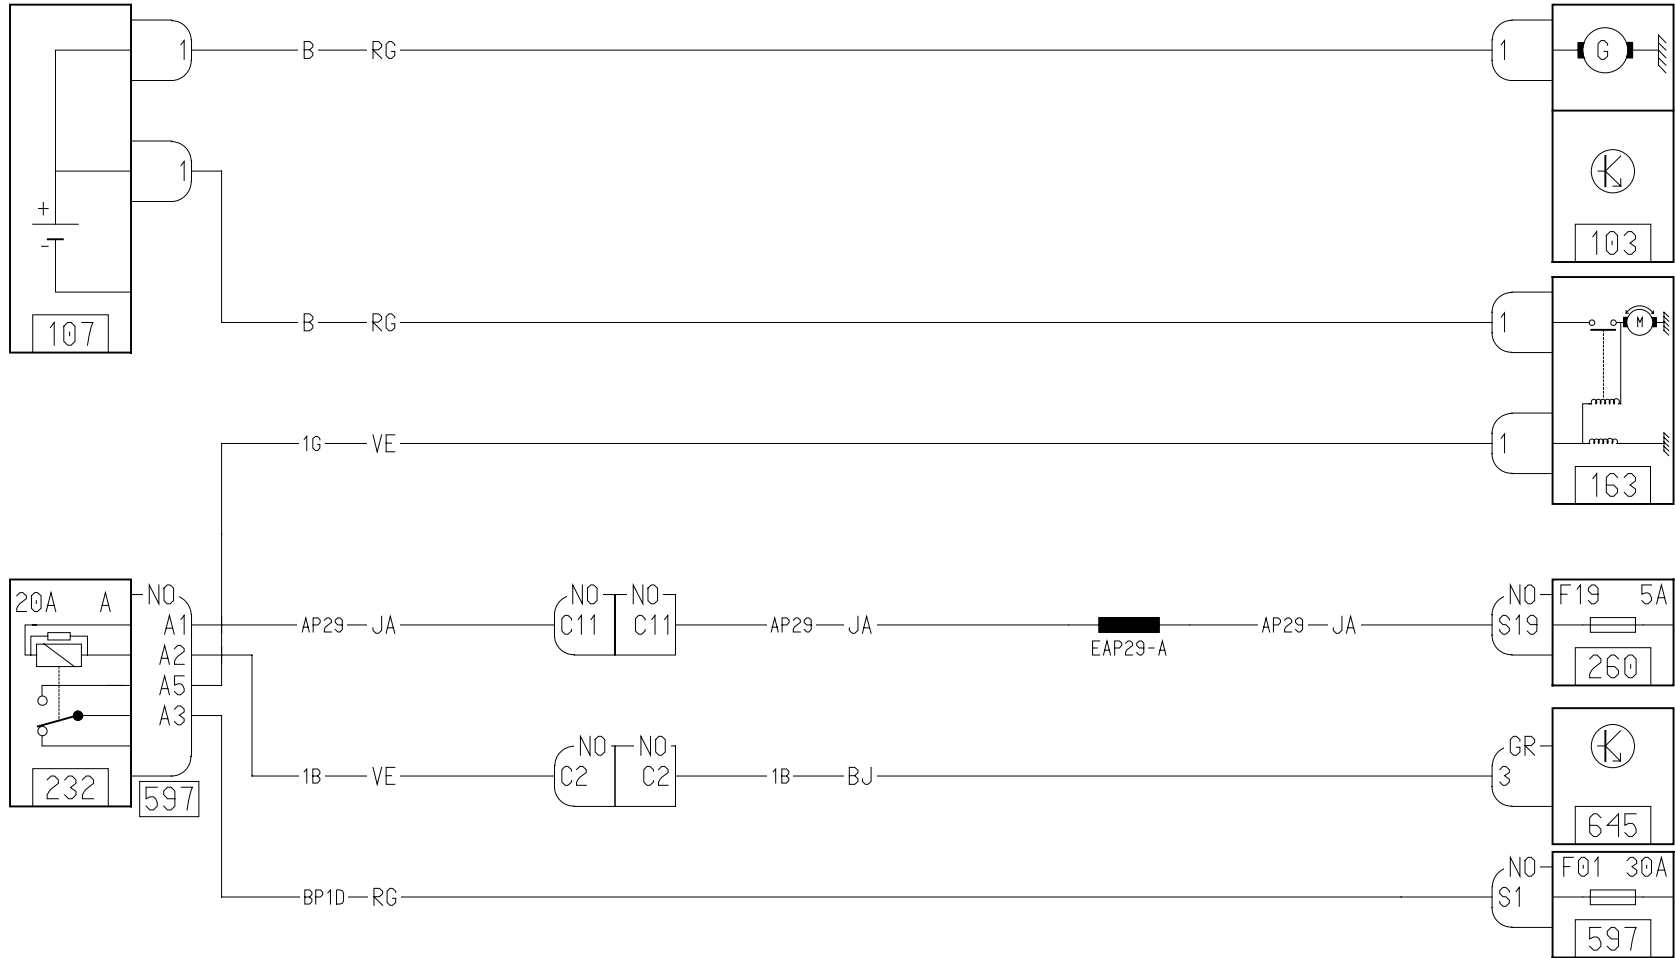 1 B RG 1 G
1
+
-
103
107 B RG 1 M
1G VE 1
163
20A A NO NO NO NO F19 5A
A1 AP29 JA C11 C11 AP29 JA AP29 JA S19
A2 EAP29-A
A5 260
A3
NO NO GR
232 597 1B VE C2 C2 1B BJ 3
645
NO F01 30A
BP1D RG S1
597